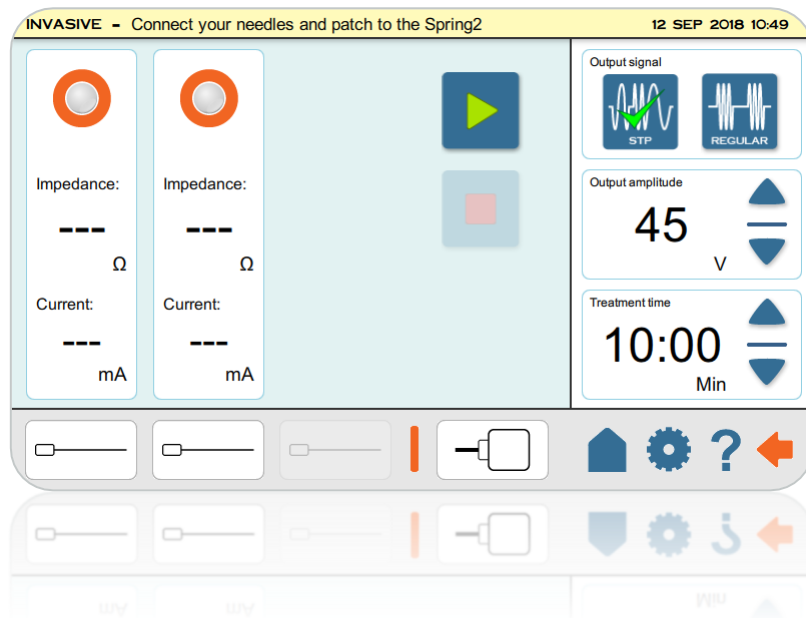 INVASIVE - Connect your needles and patch to the Spring2
12 SEP 2018 10:49
Impedance:
---
Ω
Current:
---
mA
Impedance:
---
Ω
Current:
---
mA
Output signal
STP
REGULAR
Output amplitude
45
V
Treatment time
10:00
Min
?